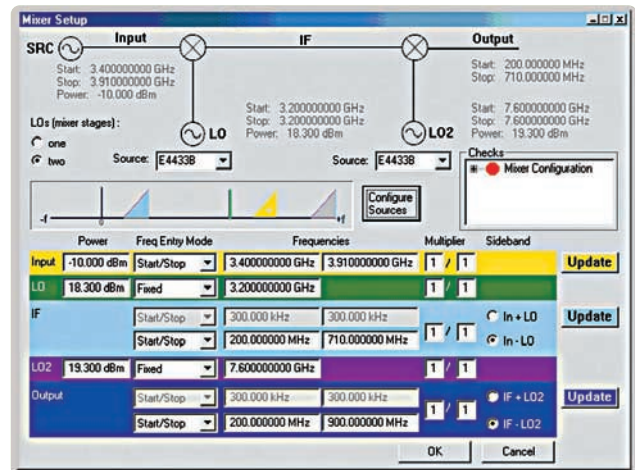 Mixer Setup
Input IF Output
SRC
Start: 3.400000000 GHz
Stop: 3.910000000 GHz
Power: -10.000 dBm
Start: 200.000000 MHz
Stop: 710.000000 MHz
LOs (mixer stages) :
one
two
Start: 3.200000000 GHz
Stop: 3.200000000 GHz
Power: 18.300 dBm
Start: 7.600000000 GHz
Stop: 7.600000000 GHz
Power: 19.300 dBm
LO LO2
Source: E4433B Source: E4433B
Checks
Mixer Configuration
Configure Sources
-f 0 +f
Power Freq Entry Mode Frequencies Multiplier Sideband
Input -10.000 dBm Start/Stop 3.400000000 GHz 3.910000000 GHz 1 / 1 Update
LO 18.300 dBm Fixed 3.200000000 GHz 1 / 1
IF Start/Stop 300.000 kHz 300.000 kHz In + LO Update
Start/Stop 200.000000 MHz 710.000000 MHz 1 / 1 In - LO
LO2 19.300 dBm Fixed 7.600000000 GHz 1 / 1
Output Start/Stop 300.000 kHz 300.000 kHz IF + LO2 Update
Start/Stop 200.000000 MHz 900.000000 MHz 1 / 1 IF - LO2
OK Cancel